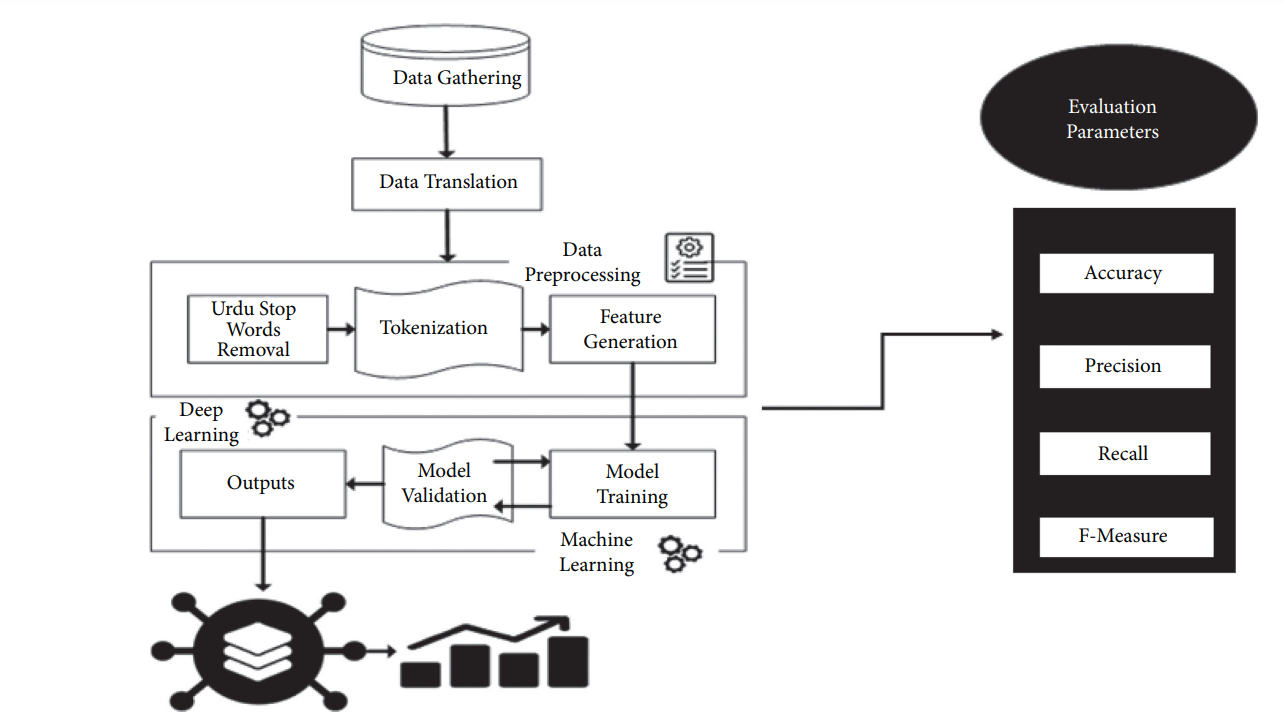 Data Gathering
Data Translation
Data
Preprocessing
Urdu Stop
Words
Removal
Tokenization
Feature
Generation
Deep
Learning
Outputs
Model
Validation
Model
Training
Machine
Learning
Evaluation
Parameters
Accuracy
Precision
Recall
F-Measure